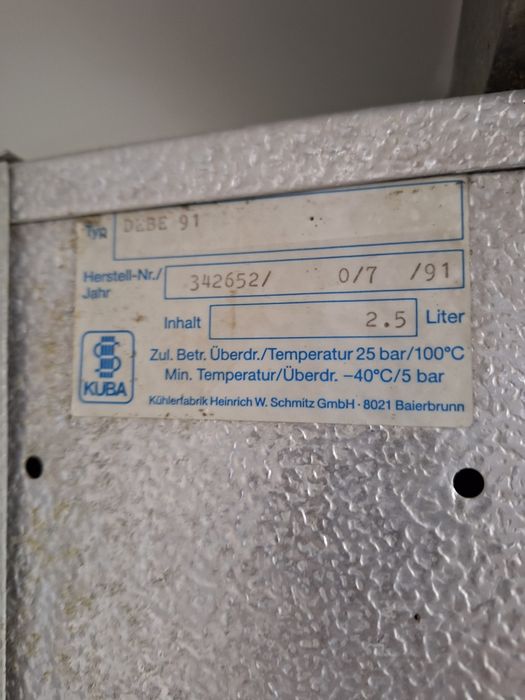 Typ DEBE 91
Herstell-Nr./
Jahr 342652/ 0/7 /91
Inhalt 2.5 Liter
Zul. Betr. Überdr./Temperatur 25 bar/100°C
Min. Temperatur/Überdr. –40°C/5 bar
KUBA
Kühlerfabrik Heinrich W. Schmitz GmbH · 8021 Baierbrunn